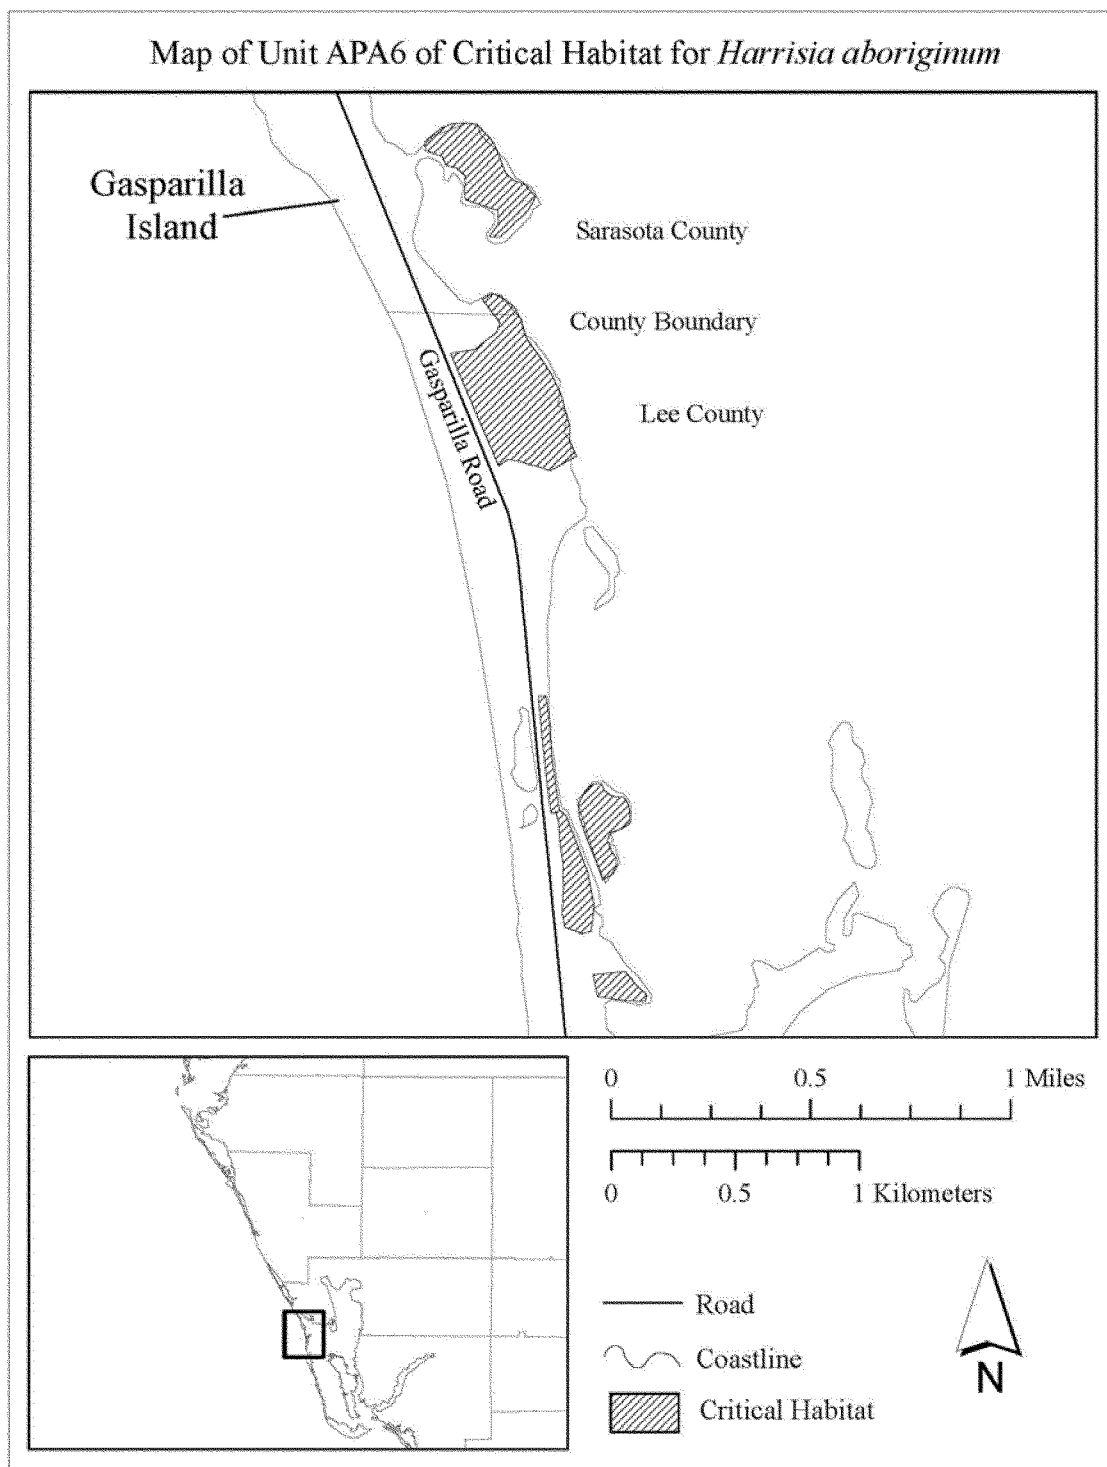 Map of Unit APA6 of Critical Habitat for Harrisia aboriginum
Gasparilla
Island
Sarasota County
County Boundary
Gasparilla Road
Lee County
0 0.5 1 Miles
0 0.5 1 Kilometers
Road
Coastline
Critical Habitat
N